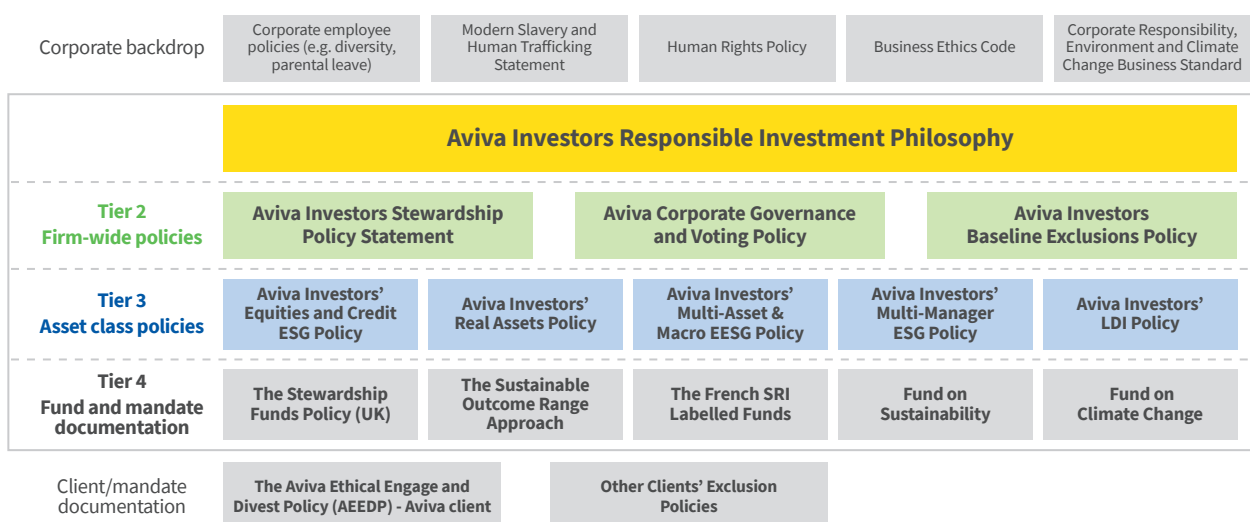 Corporate backdrop
Corporate employee
policies (e.g. diversity,
parental leave)
Modern Slavery and
Human Trafficking
Statement
Human Rights Policy
Business Ethics Code
Corporate Responsibility,
Environment and Climate
Change Business Standard
Aviva Investors Responsible Investment Philosophy
Tier 2
Firm-wide policies
Aviva Investors Stewardship
Policy Statement
Aviva Corporate Governance
and Voting Policy
Aviva Investors
Baseline Exclusions Policy
Tier 3
Asset class policies
Aviva Investors’
Equities and Credit
ESG Policy
Aviva Investors’
Real Assets Policy
Aviva Investors’
Multi-Asset &
Macro EESG Policy
Aviva Investors’
Multi-Manager
ESG Policy
Aviva Investors’
LDI Policy
Tier 4
Fund and mandate
documentation
The Stewardship
Funds Policy (UK)
The Sustainable
Outcome Range
Approach
The French SRI
Labelled Funds
Fund on
Sustainability
Fund on
Climate Change
Client/mandate
documentation
The Aviva Ethical Engage and
Divest Policy (AEEDP) - Aviva client
Other Clients’ Exclusion
Policies